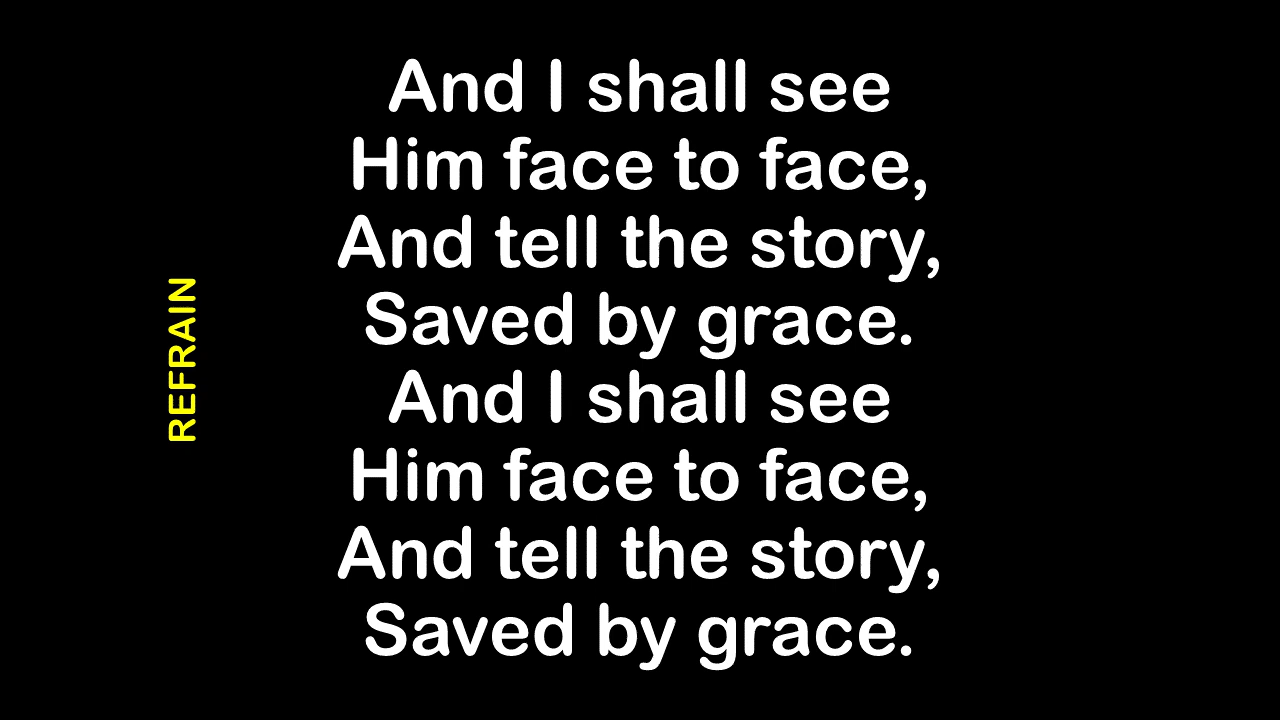 REFRAIN
And I shall see
Him face to face,
And tell the story,
Saved by grace.
And I shall see
Him face to face,
And tell the story,
Saved by grace.